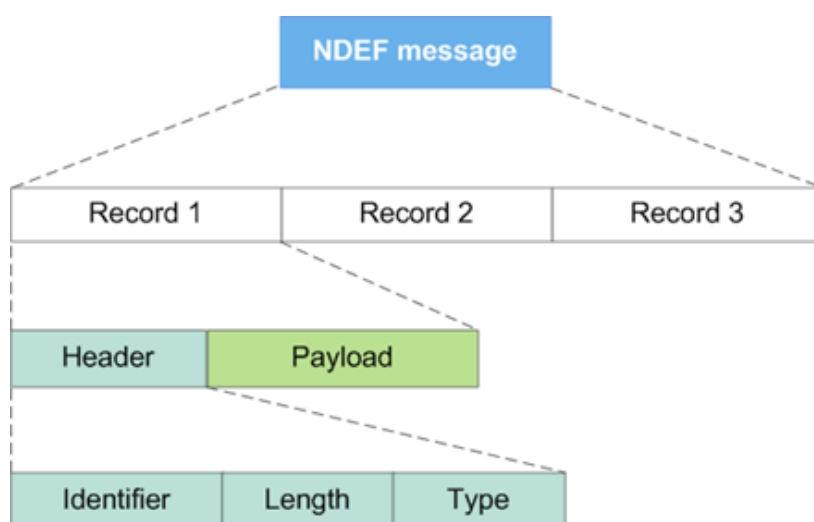 NDEF message
Record 1 Record 2 Record 3
Header Payload
Identifier Length Type